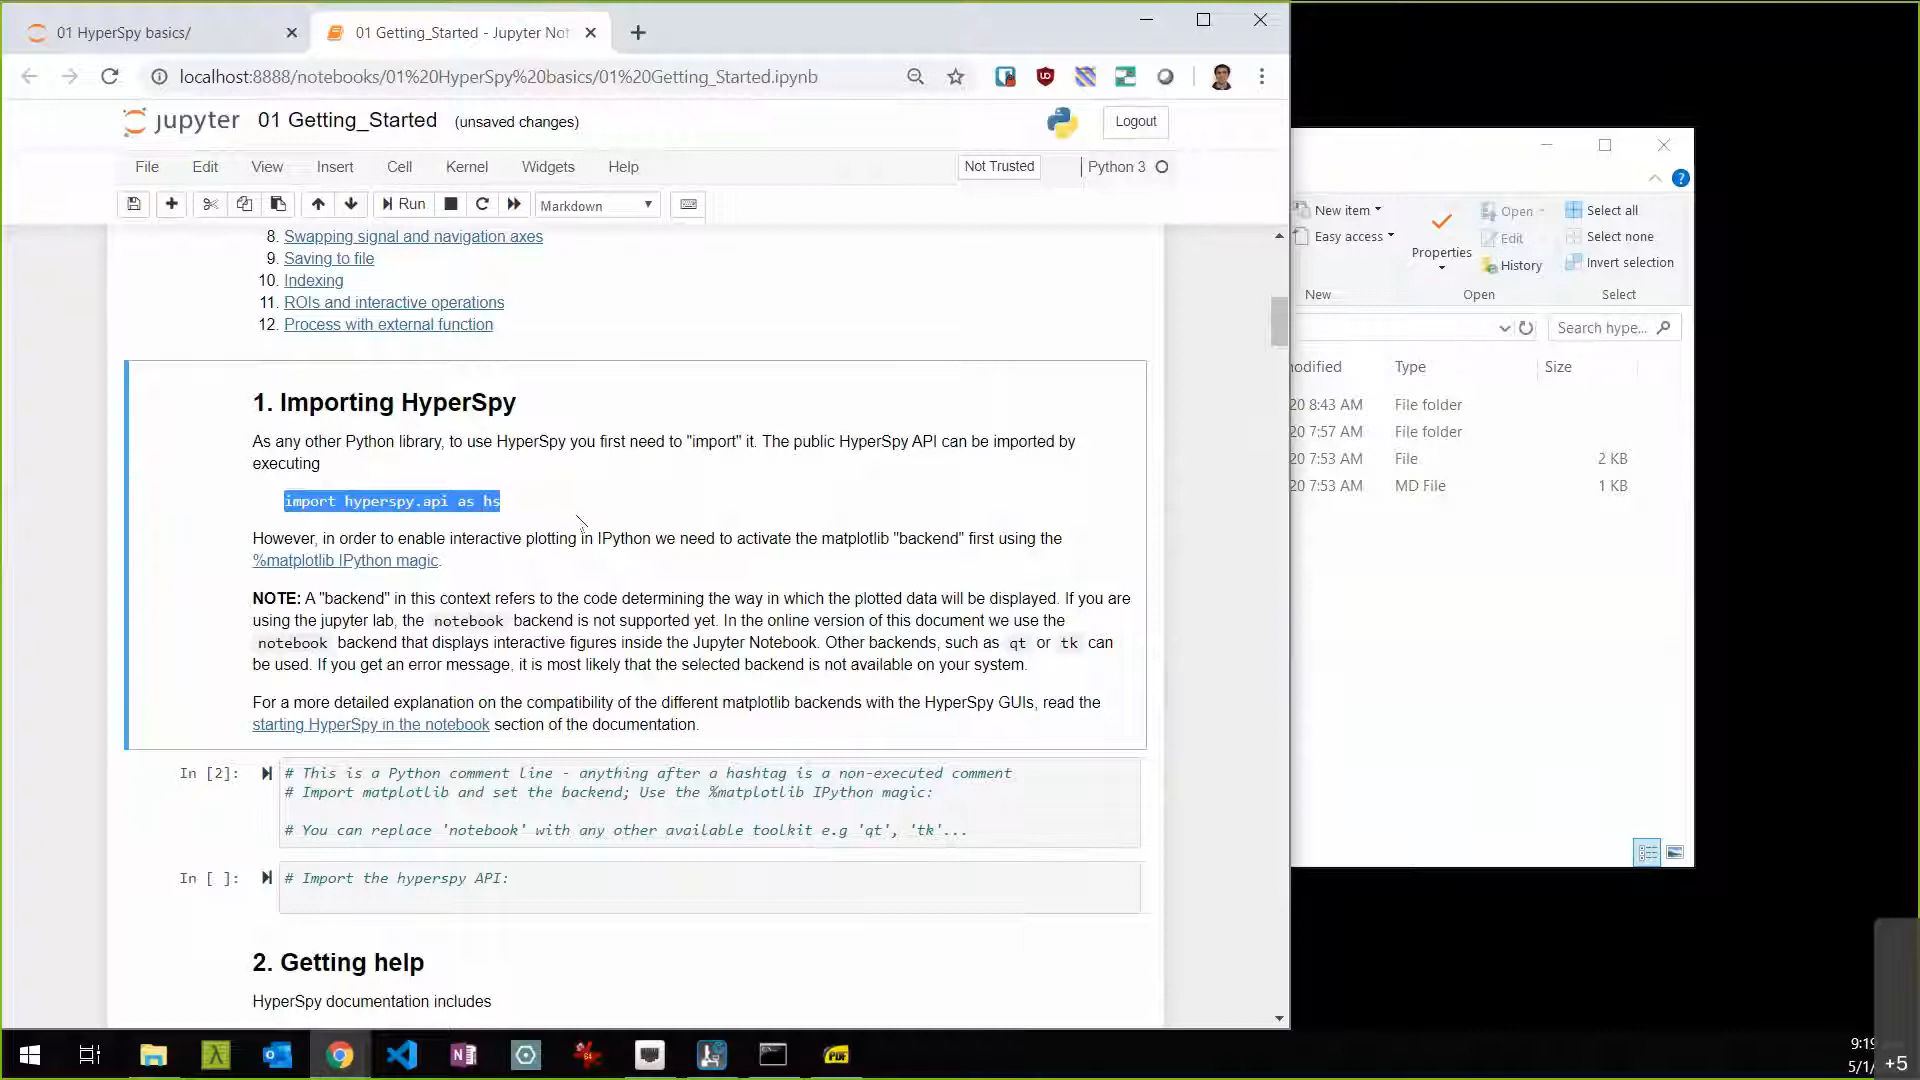 01 HyperSpy basics/
01 Getting_Started - Jupyter Not
localhost:8888/notebooks/01%20HyperSpy%20basics/01%20Getting_Started.ipynb
jupyter 01 Getting_Started (unsaved changes)
Logout
File Edit View Insert Cell Kernel Widgets Help
Not Trusted
Python 3
Run
Markdown
8. Swapping signal and navigation axes
9. Saving to file
10. Indexing
11. ROIs and interactive operations
12. Process with external function
1. Importing HyperSpy
As any other Python library, to use HyperSpy you first need to "import" it. The public HyperSpy API can be imported by
executing
import hyperspy.api as hs
However, in order to enable interactive plotting in IPython we need to activate the matplotlib "backend" first using the
%matplotlib IPython magic.
NOTE: A "backend" in this context refers to the code determining the way in which the plotted data will be displayed. If you are
using the jupyter lab, the notebook backend is not supported yet. In the online version of this document we use the
notebook backend that displays interactive figures inside the Jupyter Notebook. Other backends, such as qt or tk can
be used. If you get an error message, it is most likely that the selected backend is not available on your system.
For a more detailed explanation on the compatibility of the different matplotlib backends with the HyperSpy GUIs, read the
starting HyperSpy in the notebook section of the documentation.
In [2]:
# This is a Python comment line - anything after a hashtag is a non-executed comment
# Import matplotlib and set the backend; Use the %matplotlib IPython magic:
# You can replace 'notebook' with any other available toolkit e.g 'qt', 'tk'...
In [ ]:
# Import the hyperspy API:
2. Getting help
HyperSpy documentation includes
New item
Easy access
New
Properties
Open
Edit
History
Open
Select all
Select none
Invert selection
Select
Search hype...
odified Type Size
20 8:43 AM File folder
20 7:57 AM File folder
20 7:53 AM File 2 KB
20 7:53 AM MD File 1 KB
PDF
9:19
5/1/
+5